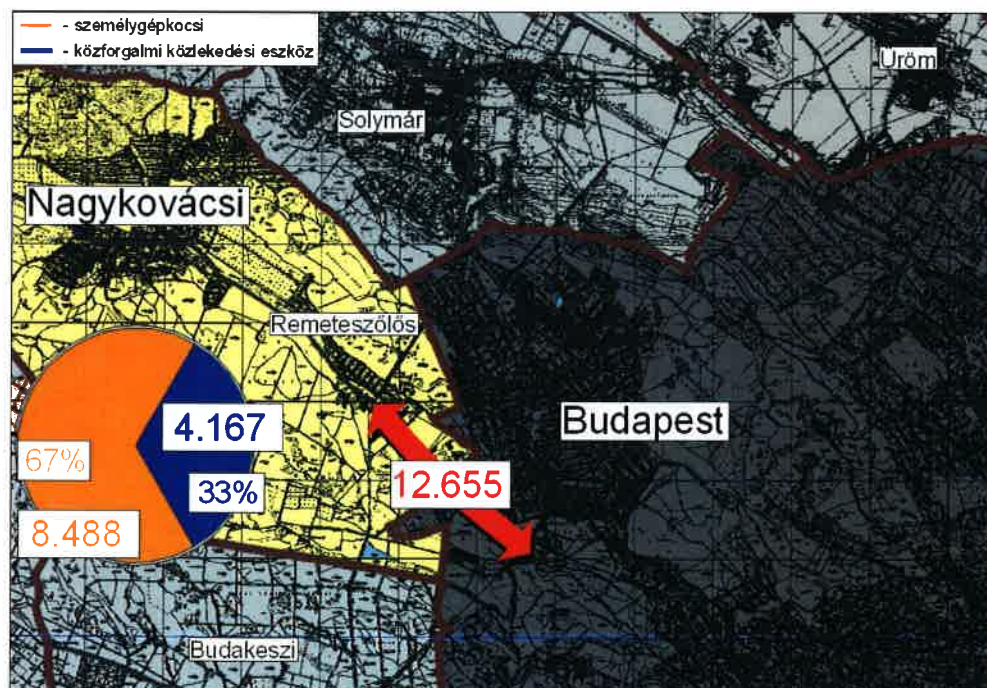 - személygépkocsi
- közforgalmi közlekedési eszköz
Üröm
Solymár
Nagykovácsi
Remeteszőlős
4.167
Budapest
67%
33%
12.655
8.488
Budakeszi